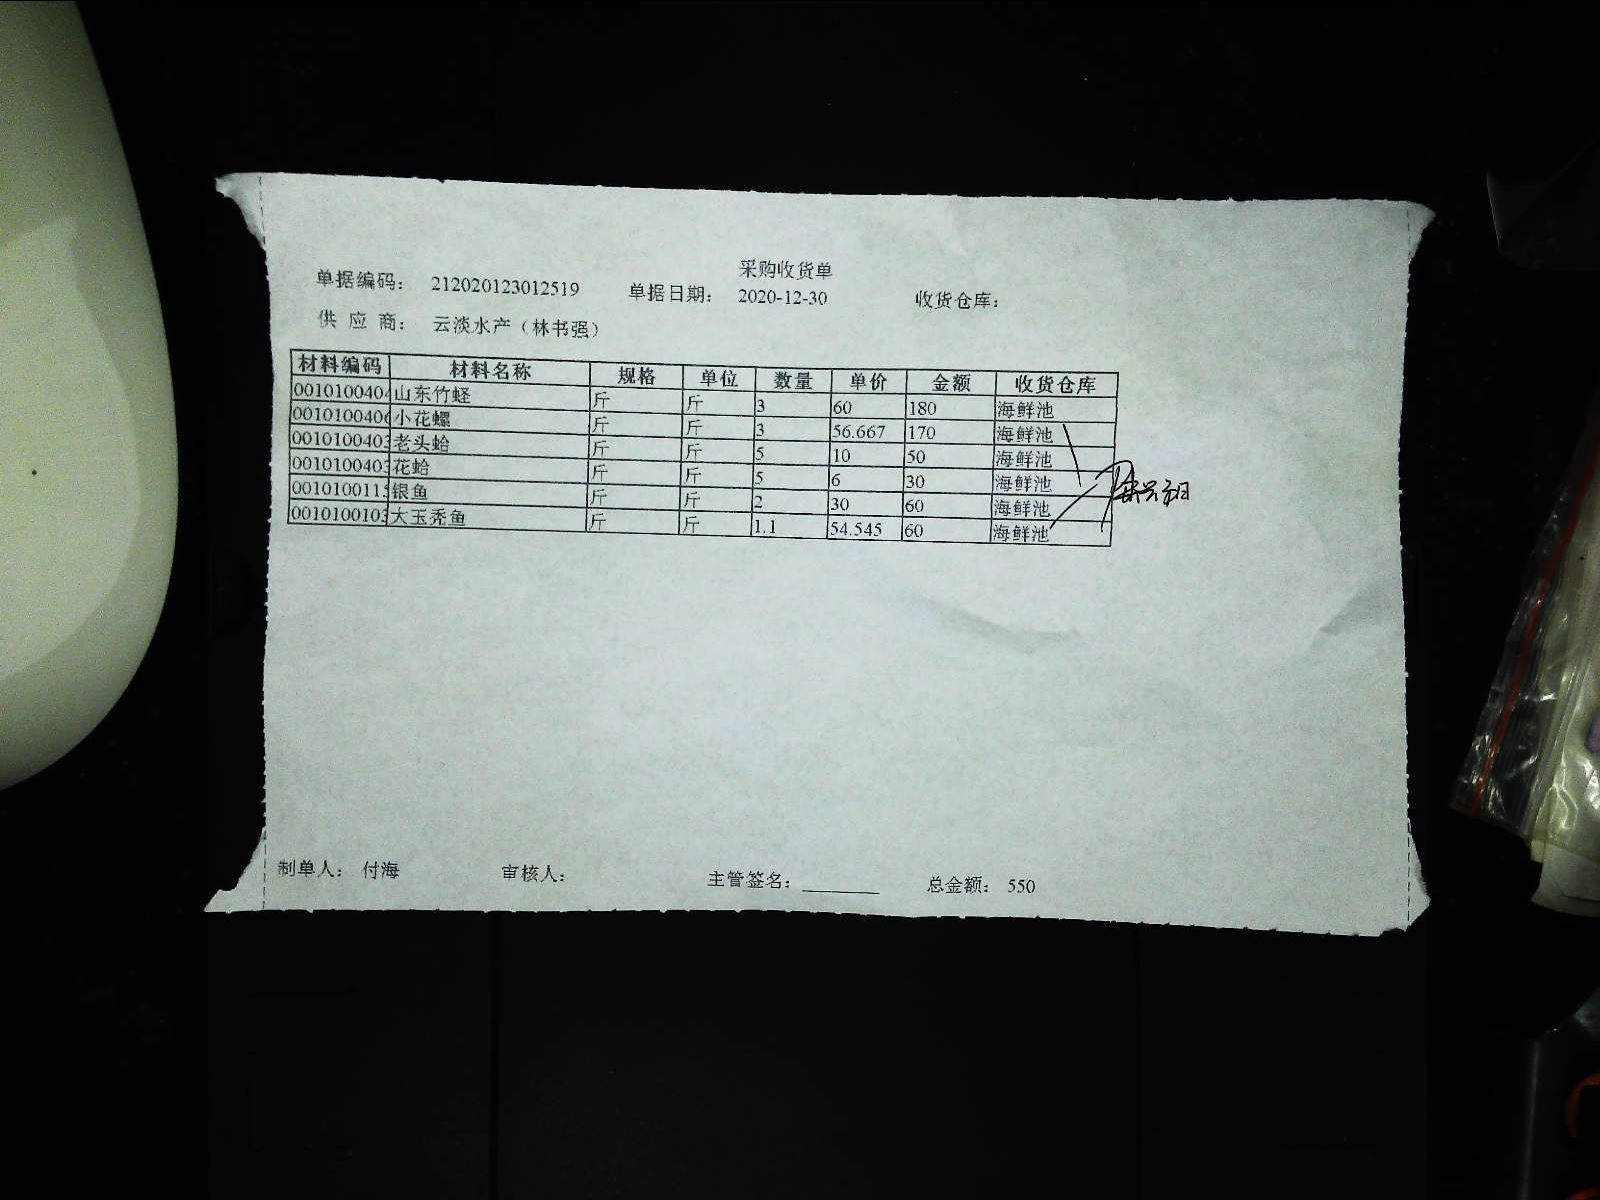 采购收货单
单据编码： 212020123012519 单据日期： 2020-12-30 收货仓库：
供 应 商： 云淡水产（林书强）
材料编码 材料名称 规格 单位 数量 单价 金额 收货仓库
0010100404 山东竹蛏 斤 斤 3 60 180 海鲜池
0010100406 小花螺 斤 斤 3 56.667 170 海鲜池
0010100403 老头蛤 斤 斤 5 10 50 海鲜池
0010100403 花蛤 斤 斤 5 6 30 海鲜池
0010100115 银鱼 斤 斤 2 30 60 海鲜池
0010100103 大玉秃鱼 斤 斤 1.1 54.545 60 海鲜池
制单人： 付海 审核人： 主管签名：________ 总金额： 550